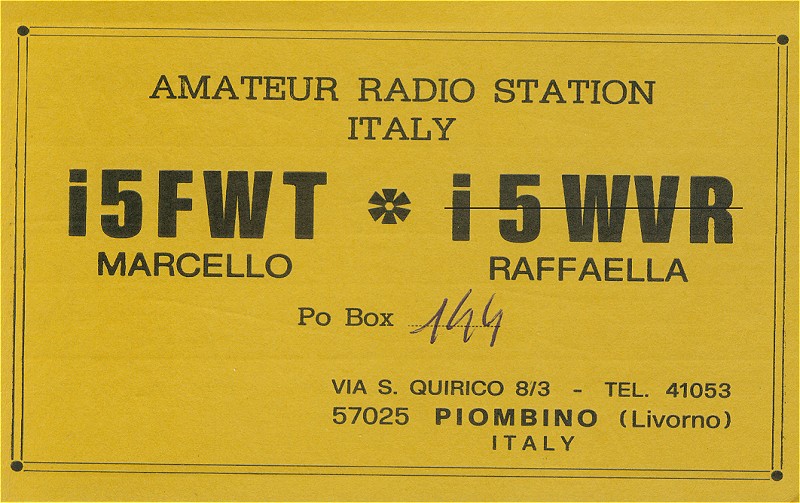 AMATEUR RADIO STATION
ITALY
i5FWT * i5WVR
MARCELLO RAFFAELLA
Po Box 144
VIA S. QUIRICO 8/3 - TEL. 41053
57025 PIOMBINO (Livorno)
ITALY